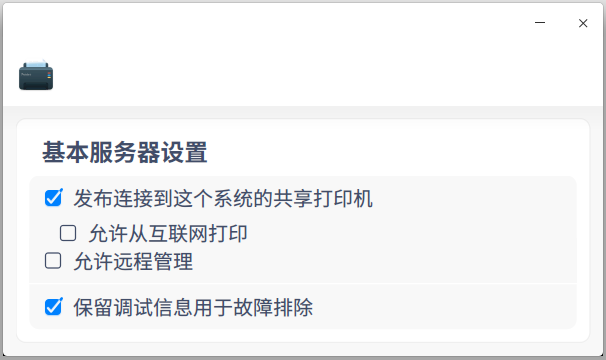 基本服务器设置
发布连接到这个系统的共享打印机
允许从互联网打印
允许远程管理
保留调试信息用于故障排除